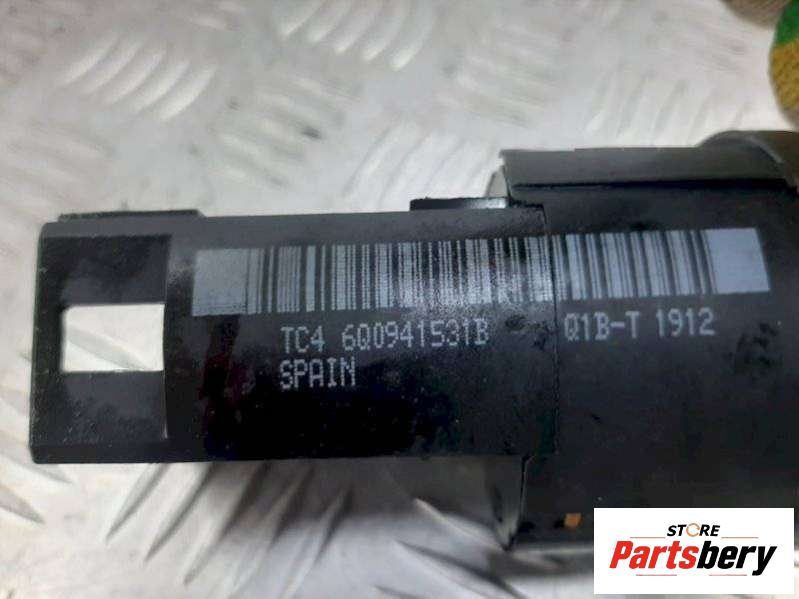 TC4 6Q0941531B Q1B-T 1912
SPAIN
STORE
Partsbery